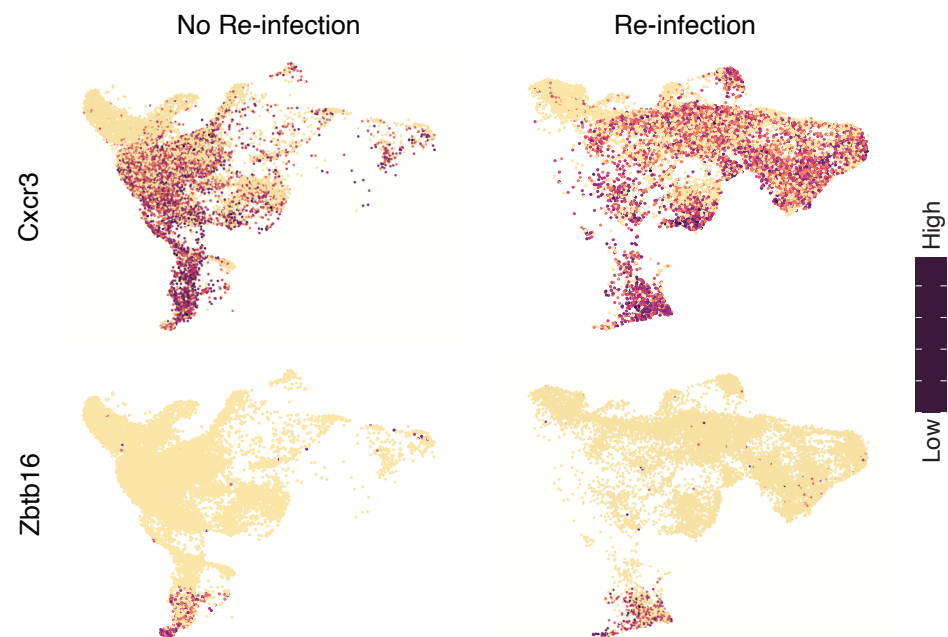 No Re-infection
Re-infection
Cxcr3
High
Low
Zbtb16